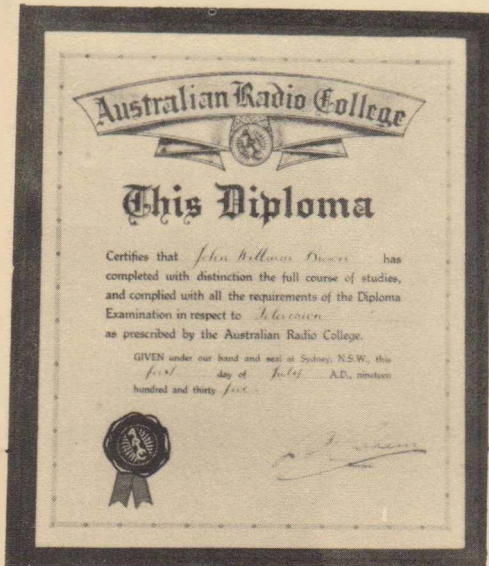 Australian Radio College
ARC
This Diploma
Certifies that John William Brown has
completed with distinction the full course of studies,
and complied with all the requirements of the Diploma
Examination in respect to Television
as prescribed by the Australian Radio College.
GIVEN under our hand and seal at Sydney, N.S.W., this
first day of July A.D., nineteen
hundred and thirty five
ARC